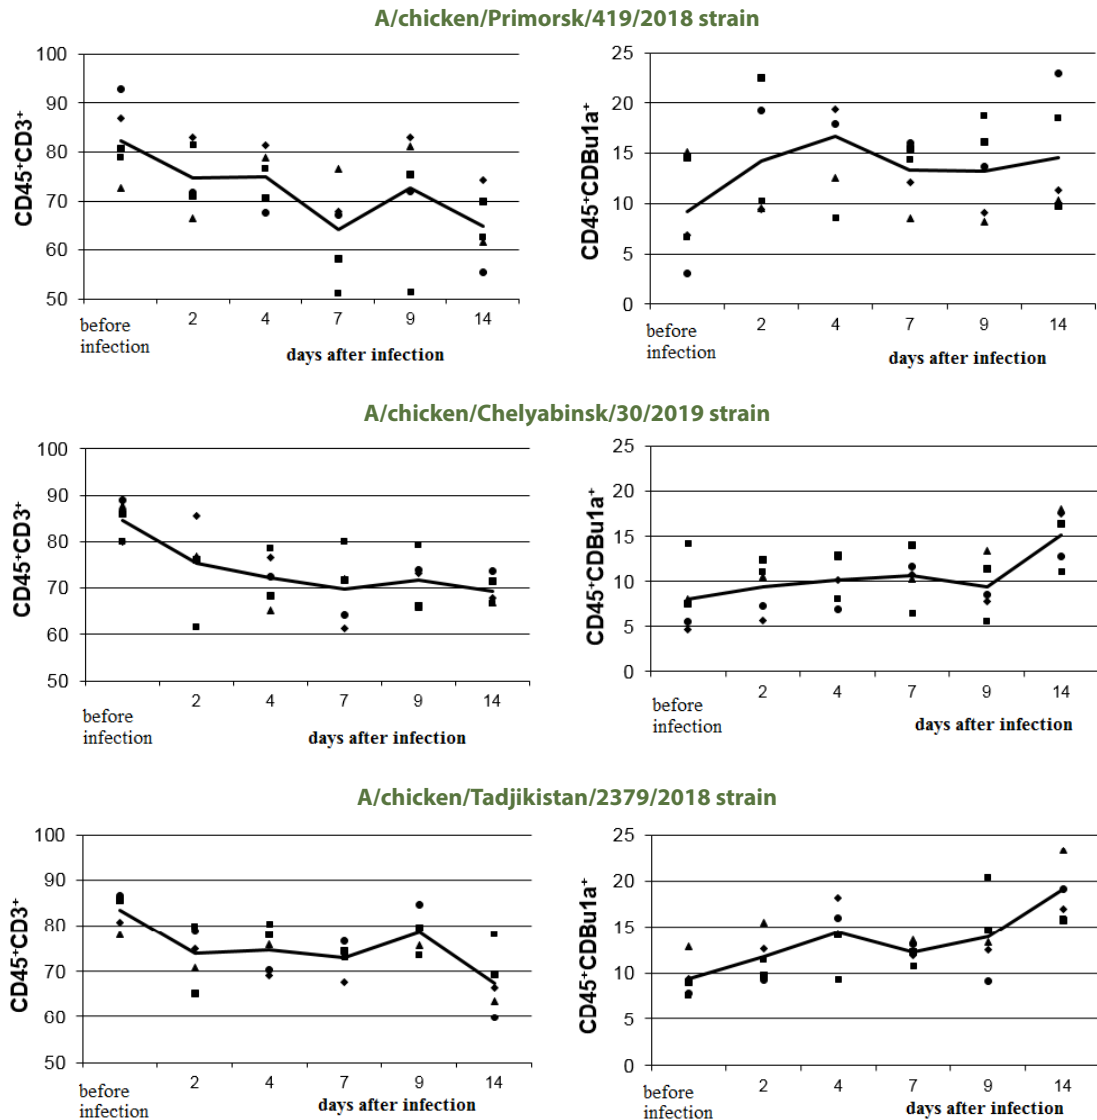 A/chicken/Primorsk/419/2018 strain
CD45⁺CD3⁺
100
90
80
70
60
50
before
infection
2
4
7
9
14
days after infection
CD45⁺CDBu1a⁺
25
20
15
10
5
0
before
infection
2
4
7
9
14
days after infection
A/chicken/Chelyabinsk/30/2019 strain
CD45⁺CD3⁺
100
90
80
70
60
50
before
infection
2
4
7
9
14
days after infection
CD45⁺CDBu1a⁺
25
20
15
10
5
0
before
infection
2
4
7
9
14
days after infection
A/chicken/Tadjikistan/2379/2018 strain
CD45⁺CD3⁺
100
90
80
70
60
50
before
infection
2
4
7
9
14
days after infection
CD45⁺CDBu1a⁺
25
20
15
10
5
0
before
infection
2
4
7
9
14
days after infection